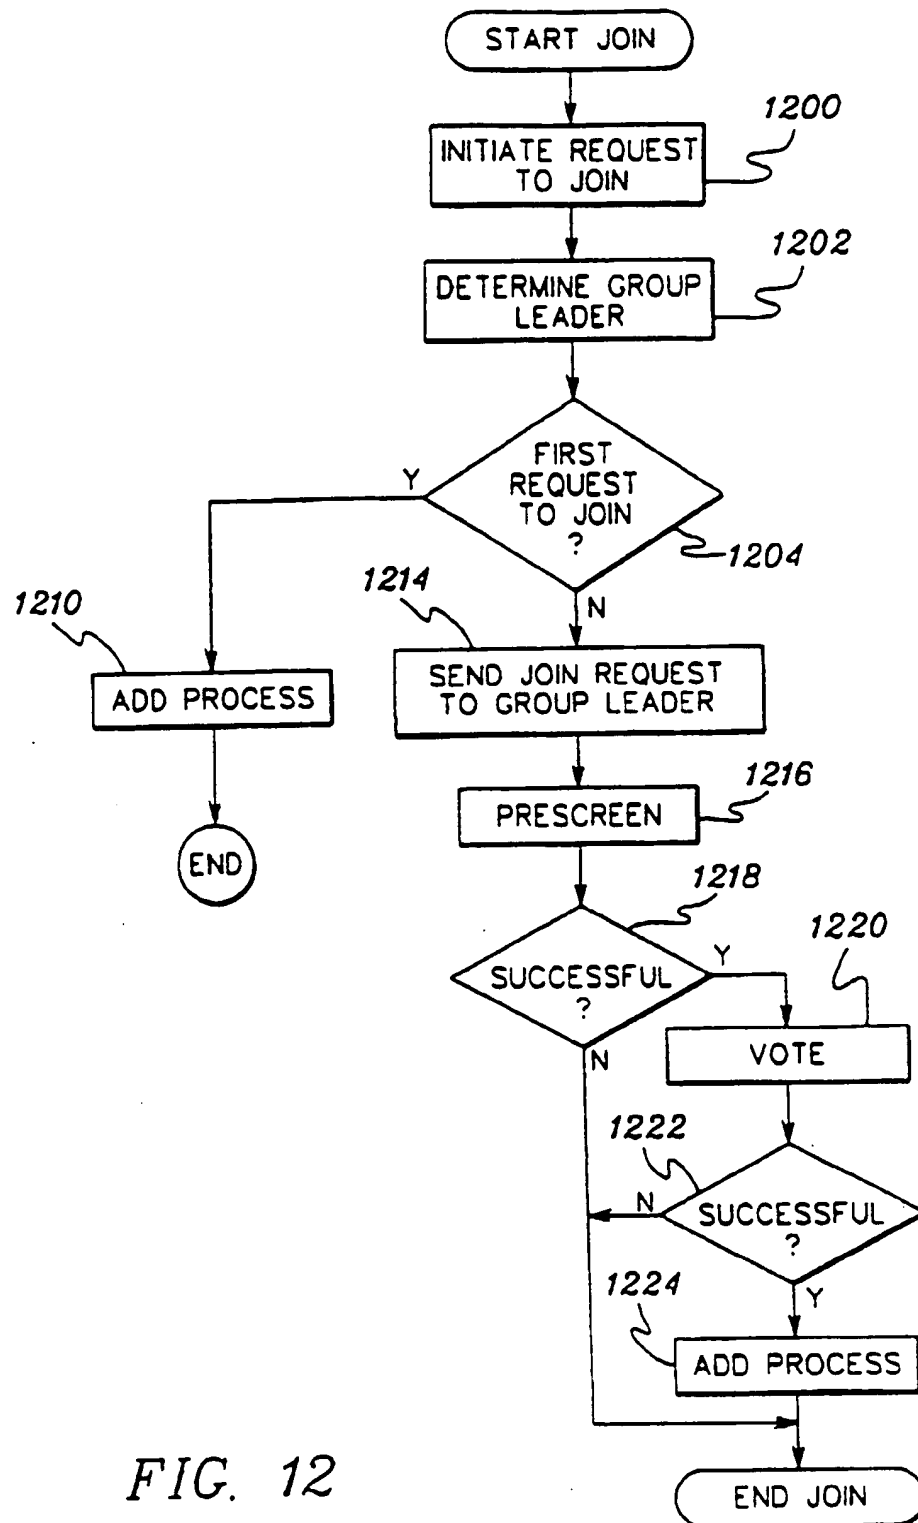 START JOIN
1200
INITIATE REQUEST
TO JOIN
1202
DETERMINE GROUP
LEADER
FIRST
REQUEST
TO JOIN
?
Y
1204
N
1214
1210
SEND JOIN REQUEST
TO GROUP LEADER
ADD PROCESS
1216
PRESCREEN
END
1218
1220
SUCCESSFUL
?
Y
N
VOTE
1222
N
SUCCESSFUL
?
Y
1224
ADD PROCESS
END JOIN
FIG. 12